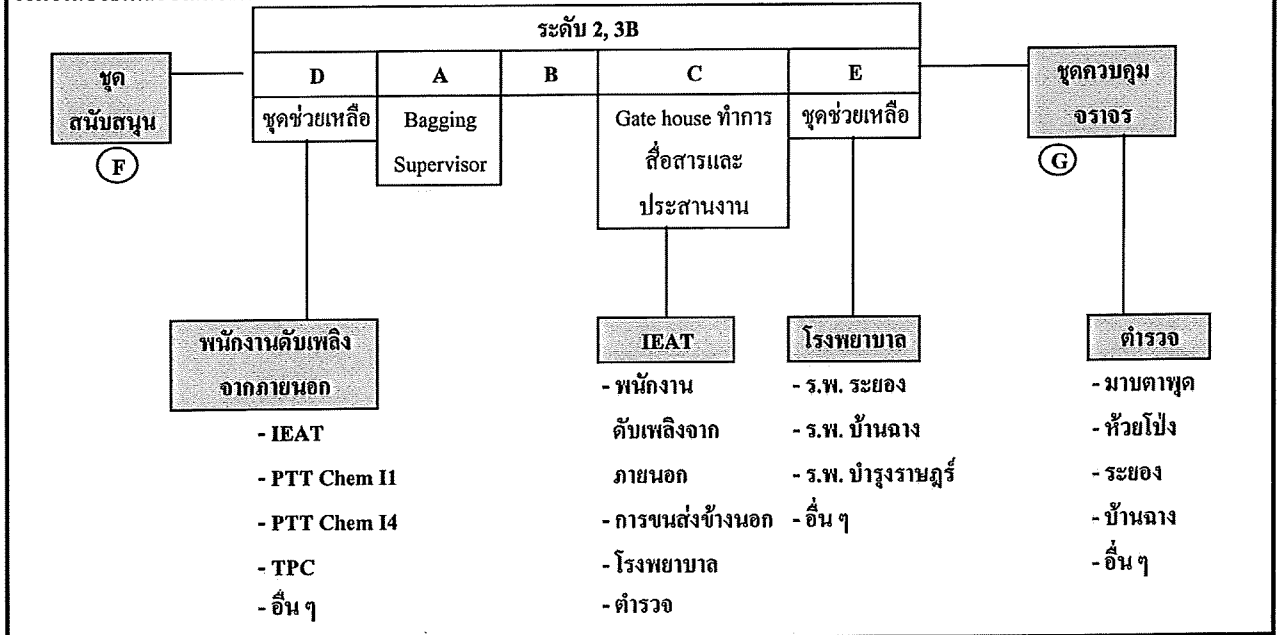 ระดับ 2, 3B
ชุด
สนับสนุน
F
D
A
B
C
E
ชุดควบคุม
จราจร
G
ชุดช่วยเหลือ
Bagging
Supervisor
Gate house ทำการ
สื่อสารและ
ประสานงาน
ชุดช่วยเหลือ
พนักงานดับเพลิง
จากภายนอก
- IEAT
- PTT Chem I1
- PTT Chem I4
- TPC
- อื่น ๆ
IEAT
- พนักงาน
ดับเพลิงจาก
ภายนอก
- การขนส่งข้างนอก
- โรงพยาบาล
- ตำรวจ
โรงพยาบาล
- ร.พ. ระยอง
- ร.พ. บ้านฉาง
- ร.พ. บำรุงราษฎร์
- อื่น ๆ
ตำรวจ
- มาบตาพุด
- ห้วยโป่ง
- ระยอง
- บ้านฉาง
- อื่น ๆ